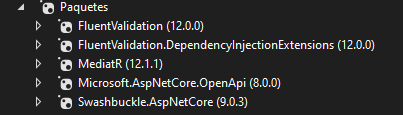 Paquetes
FluentValidation (12.0.0)
FluentValidation.DependencyInjectionExtensions (12.0.0)
MediatR (12.1.1)
Microsoft.AspNetCore.OpenApi (8.0.0)
Swashbuckle.AspNetCore (9.0.3)